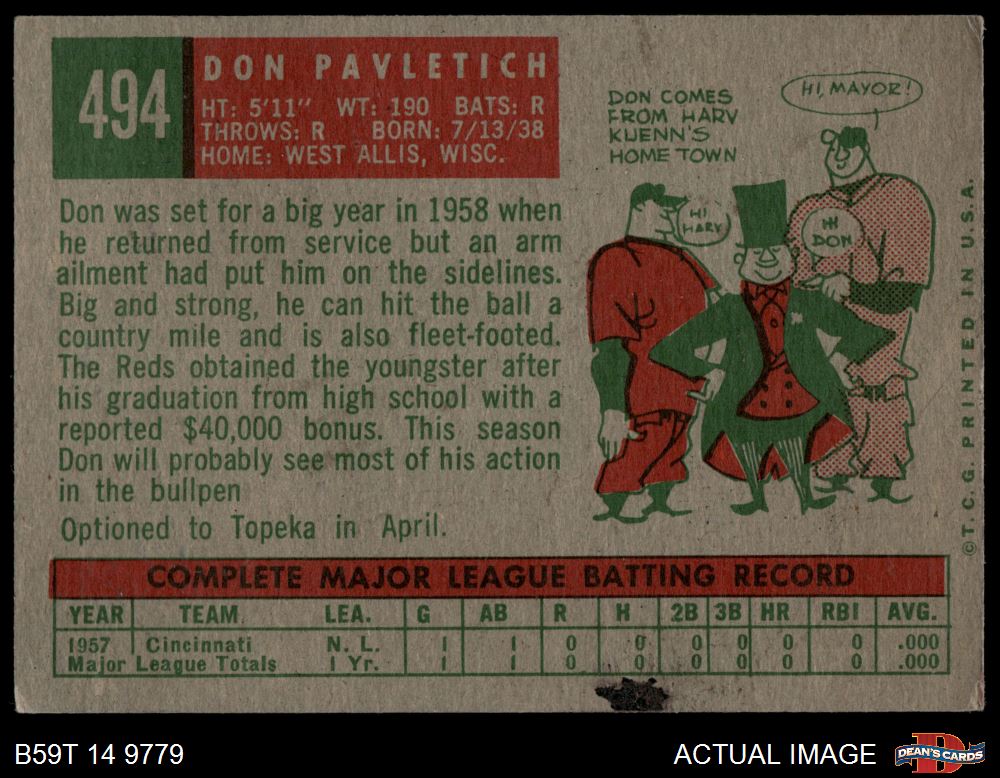 494
DON PAVLETICH
HT: 5'11" WT: 190 BATS: R
THROWS: R BORN: 7/13/38
HOME: WEST ALLIS, WISC.
Don was set for a big year in 1958 when
he returned from service but an arm
ailment had put him on the sidelines.
Big and strong, he can hit the ball a
country mile and is also fleet-footed.
The Reds obtained the youngster after
his graduation from high school with a
reported $40,000 bonus. This season
Don will probably see most of his action
in the bullpen
Optioned to Topeka in April.
DON COMES
FROM HARV
KUENN'S
HOME TOWN
HI, MAYOR!
HI
HARV
HI
DON
© T. C. G. PRINTED IN U.S.A.
COMPLETE MAJOR LEAGUE BATTING RECORD
YEAR TEAM LEA. G AB R H 2B 3B HR RBI AVG.
1957 Cincinnati N. L. 1 1 0 0 0 0 0 0 .000
Major League Totals 1 Yr. 1 1 0 0 0 0 0 0 .000
B59T 14 9779
ACTUAL IMAGE
DEAN'S CARDS